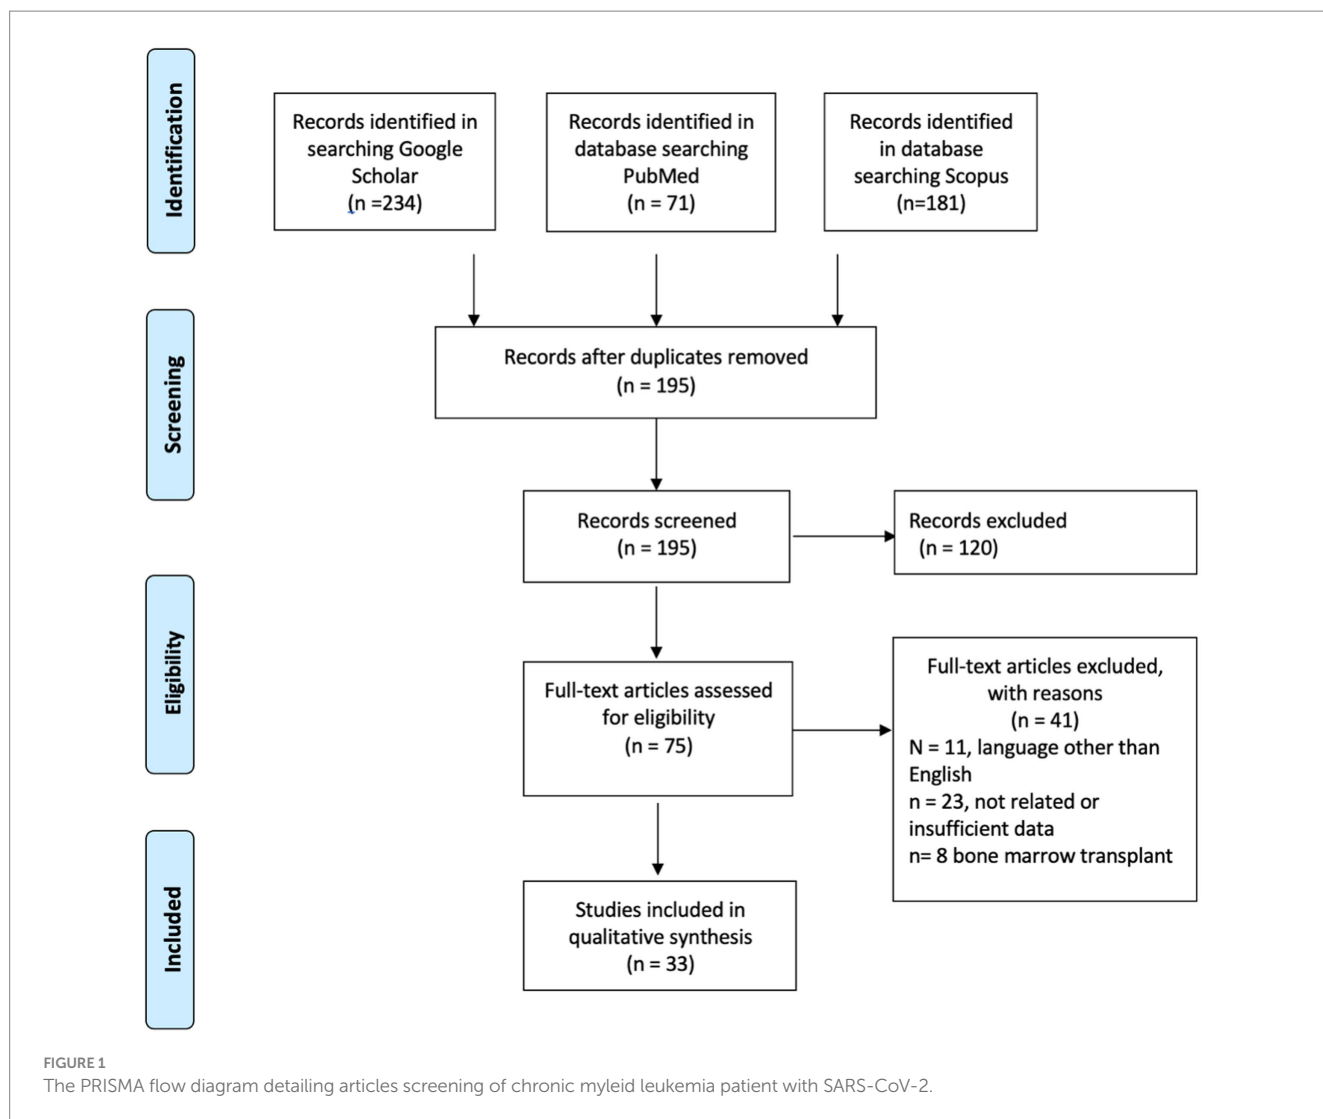 Identification
Records identified in
searching Google
Scholar
(n =234)
Records identified in
database searching
PubMed
(n = 71)
Records identified
in database
searching Scopus
(n=181)
Screening
Records after duplicates removed
(n = 195)
Records screened
(n = 195)
Records excluded
(n = 120)
Eligibility
Full-text articles assessed
for eligibility
(n = 75)
Full-text articles excluded,
with reasons
(n = 41)
N = 11, language other than
English
n = 23, not related or
insufficient data
n= 8 bone marrow transplant
Included
Studies included in
qualitative synthesis
(n = 33)
FIGURE 1
The PRISMA flow diagram detailing articles screening of chronic myleid leukemia patient with SARS-CoV-2.